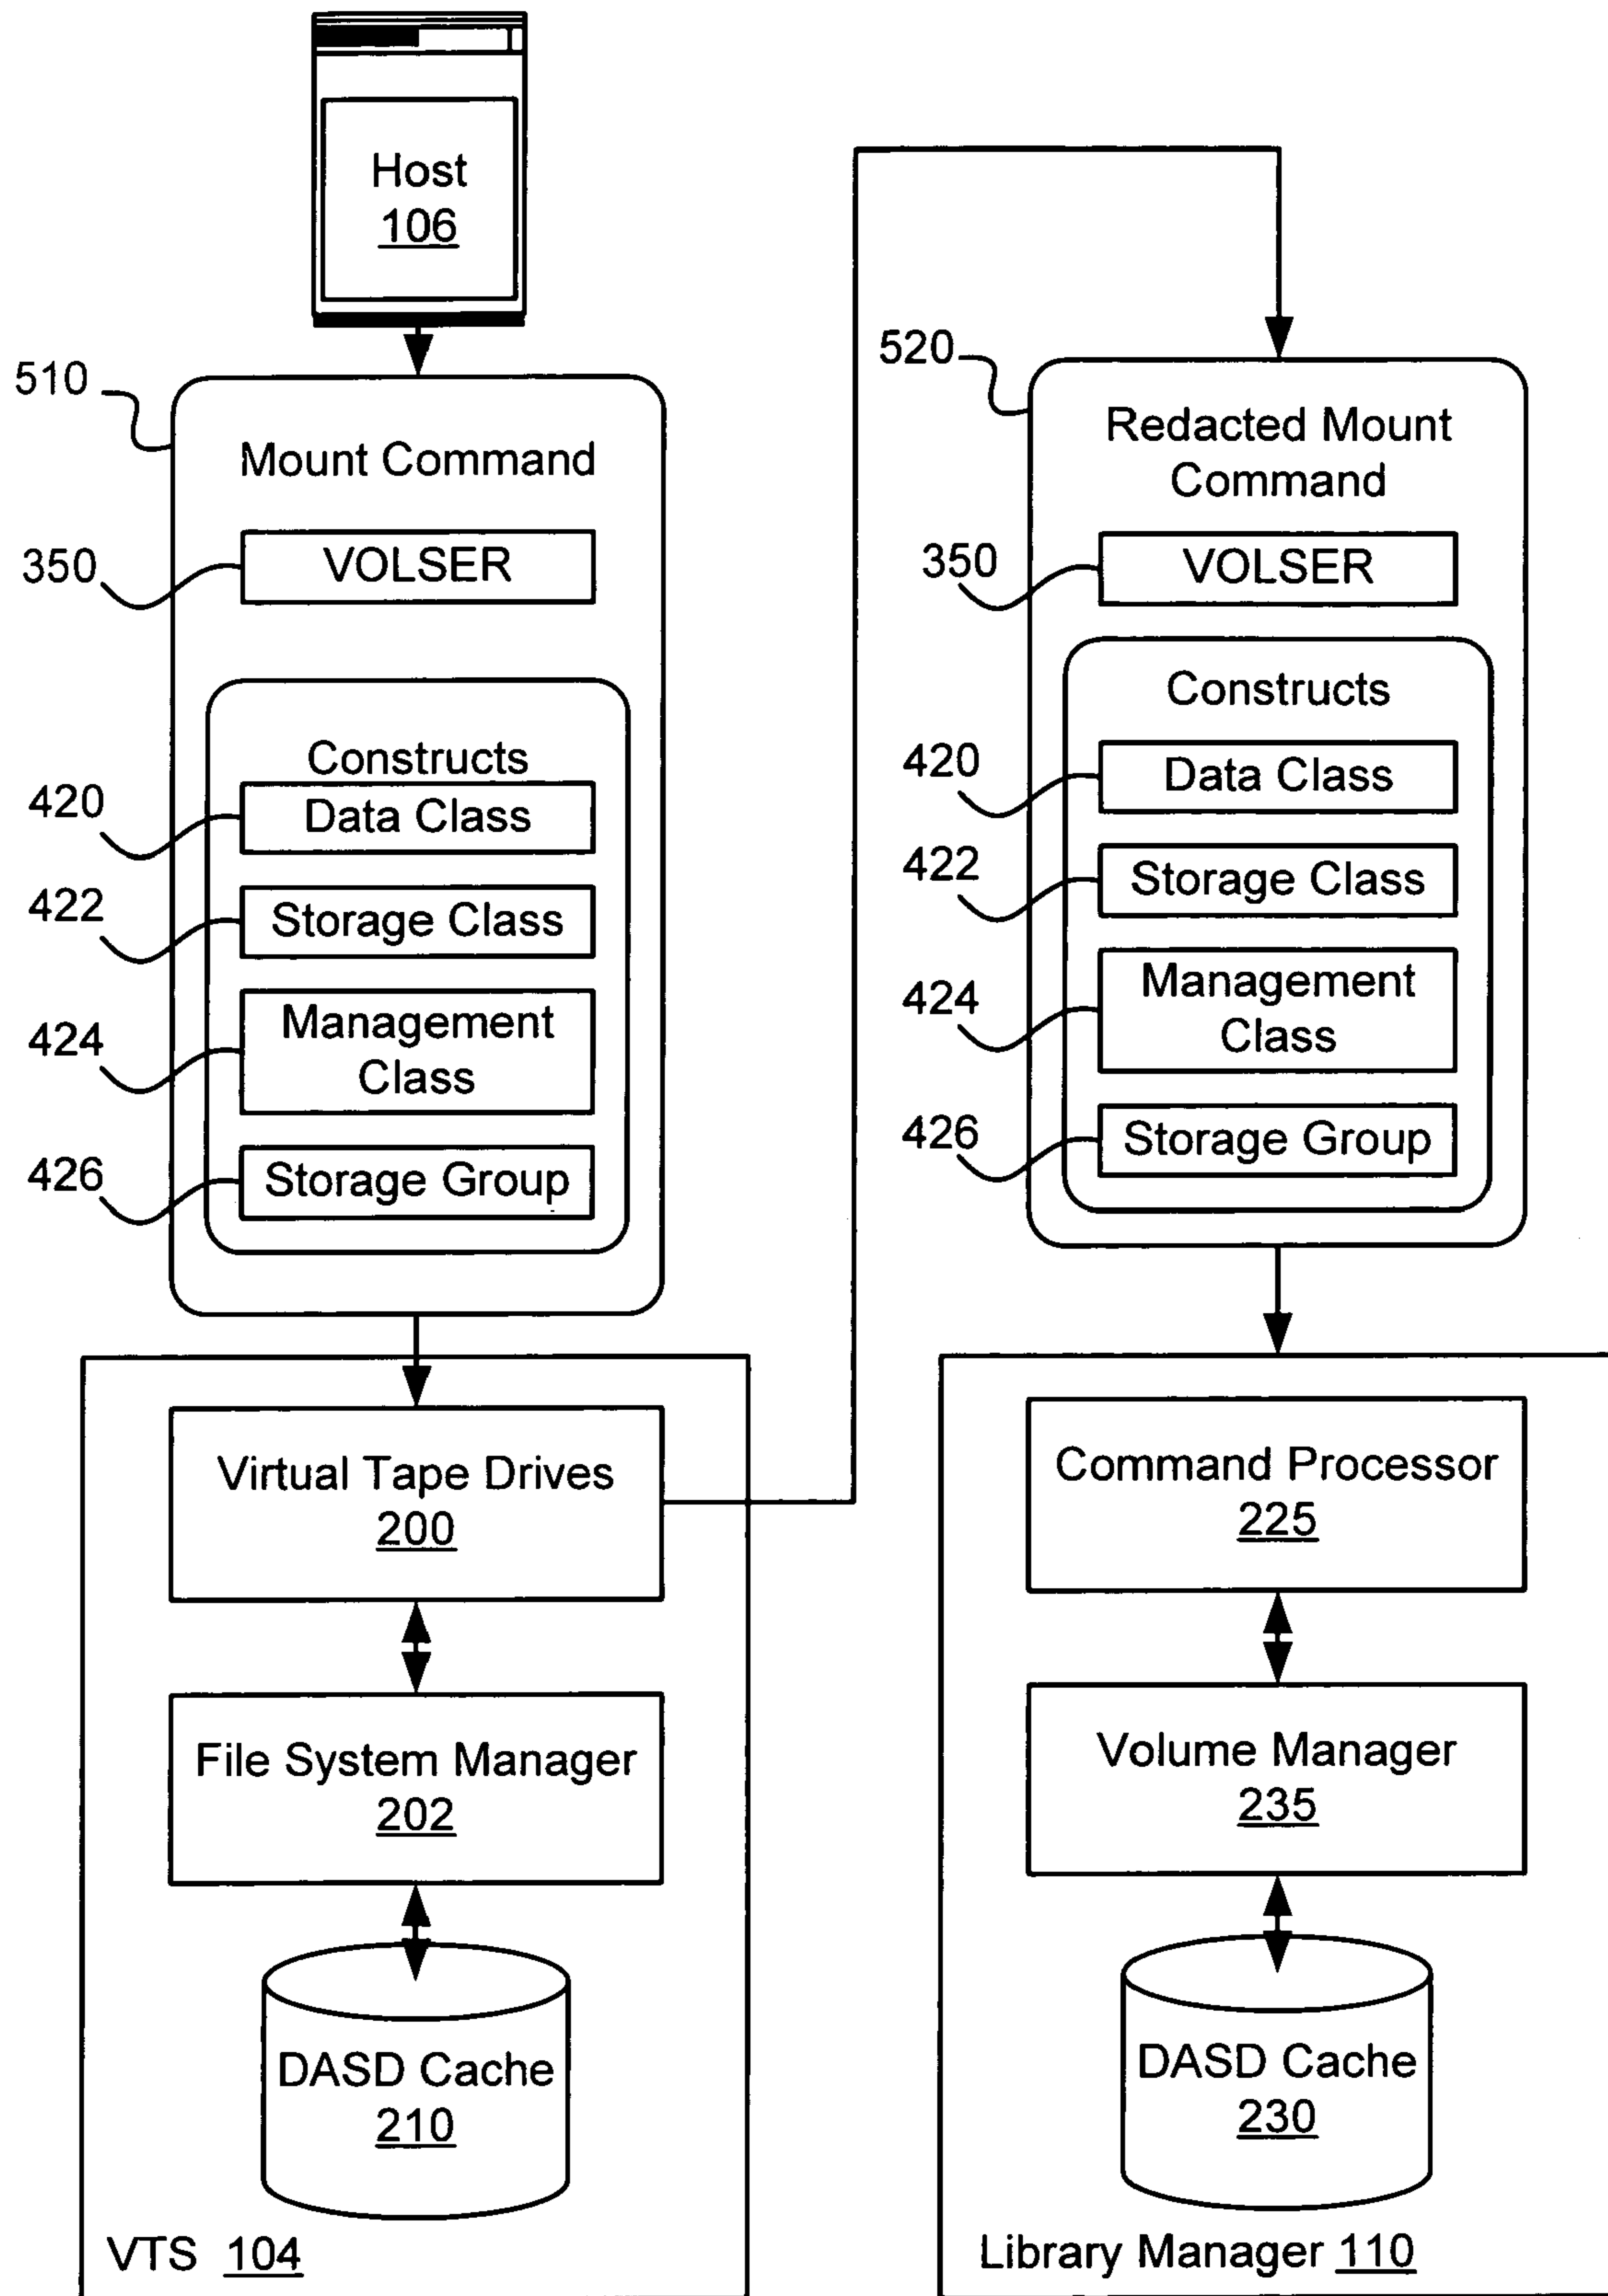 Host
106
510
Mount Command
350
VOLSER
Constructs
420
Data Class
422
Storage Class
424
Management
Class
426
Storage Group
Virtual Tape Drives
200
File System Manager
202
DASD Cache
210
VTS 104
520
Redacted Mount
Command
350
VOLSER
Constructs
420
Data Class
422
Storage Class
424
Management
Class
426
Storage Group
Command Processor
225
Volume Manager
235
DASD Cache
230
Library Manager 110